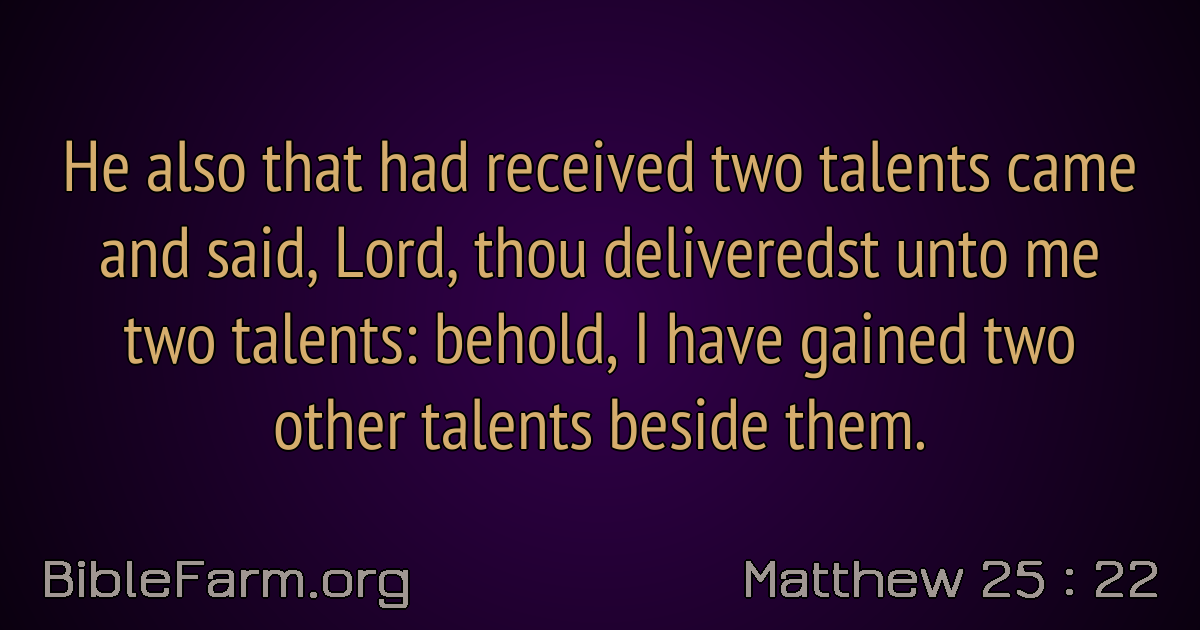 He also that had received two talents came
and said, Lord, thou deliveredst unto me
two talents: behold, I have gained two
other talents beside them.
BibleFarm.org
Matthew 25 : 22